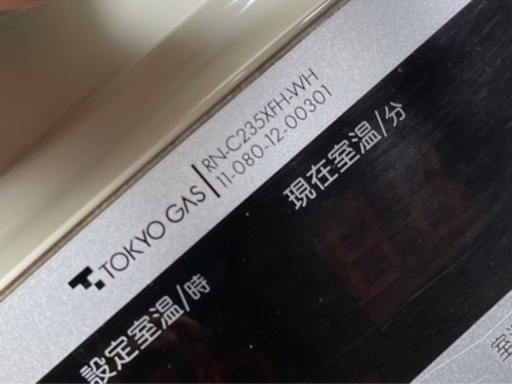 TOKYO GAS
RN-C235XFH-WH
11-080-12-00301
設定室温/時
現在室温/分
室